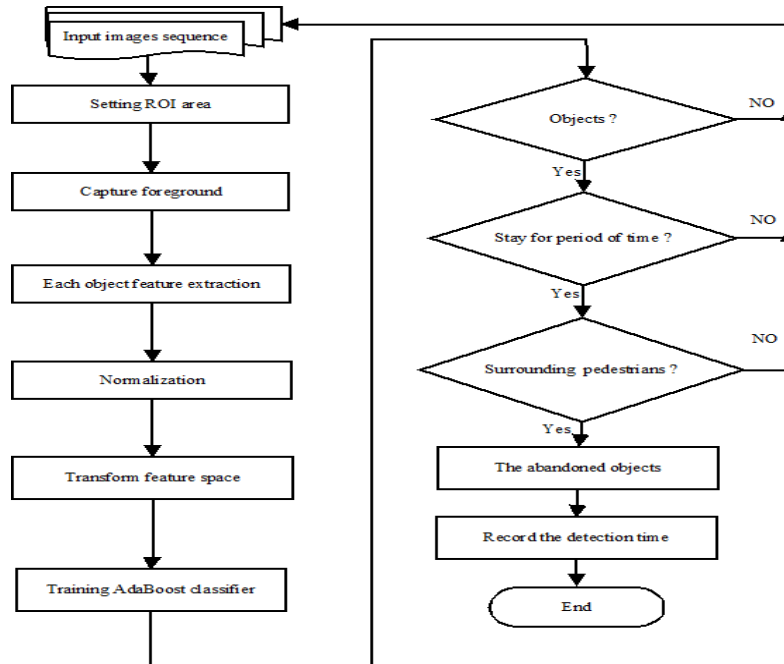 Input images sequence
Setting ROI area
Capture foreground
Each object feature extraction
Normalization
Transform feature space
Training AdaBoost classifier
Objects ?
NO
Yes
Stay for period of time ?
NO
Yes
Surrounding pedestrians ?
NO
Yes
The abandoned objects
Record the detection time
End